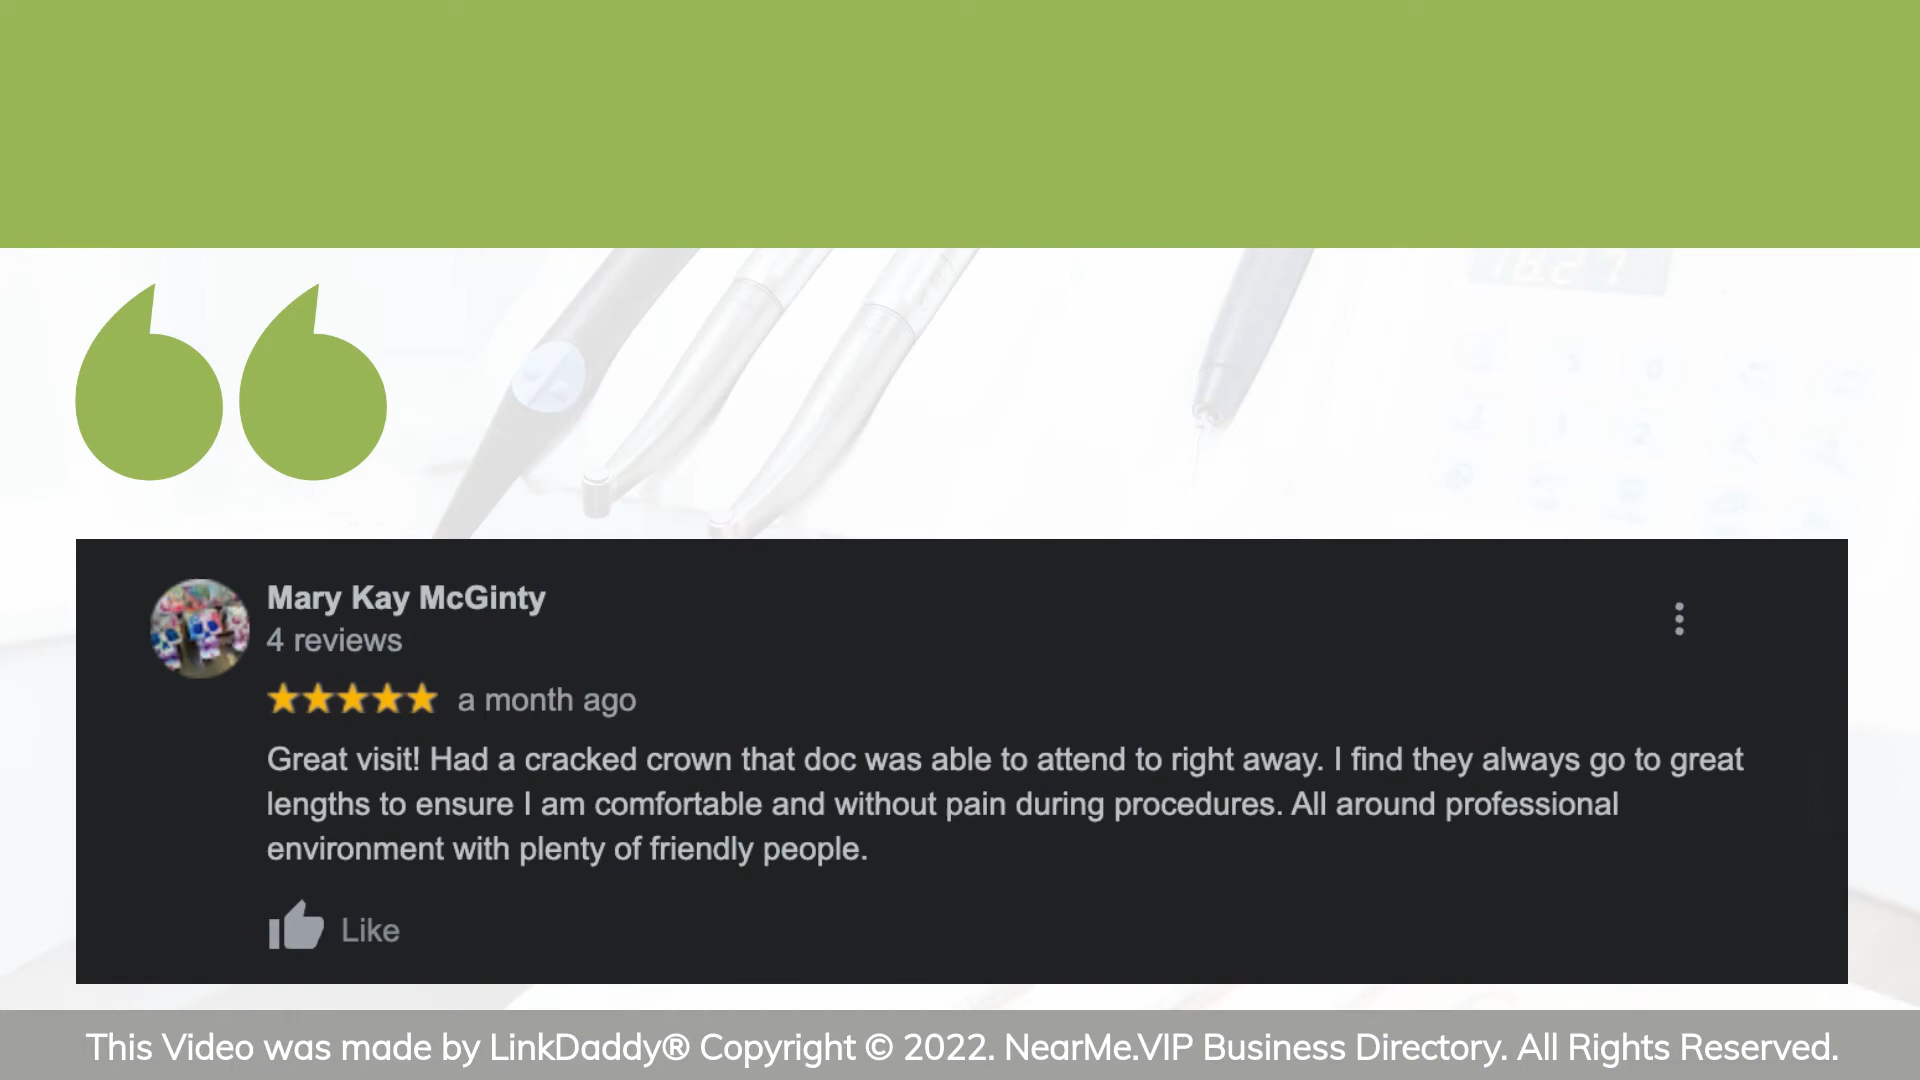 Mary Kay McGinty
4 reviews
a month ago
Great visit! Had a cracked crown that doc was able to attend to right away. I find they always go to great
lengths to ensure I am comfortable and without pain during procedures. All around professional
environment with plenty of friendly people.
Like
This Video was made by LinkDaddy® Copyright © 2022. NearMe.VIP Business Directory. All Rights Reserved.